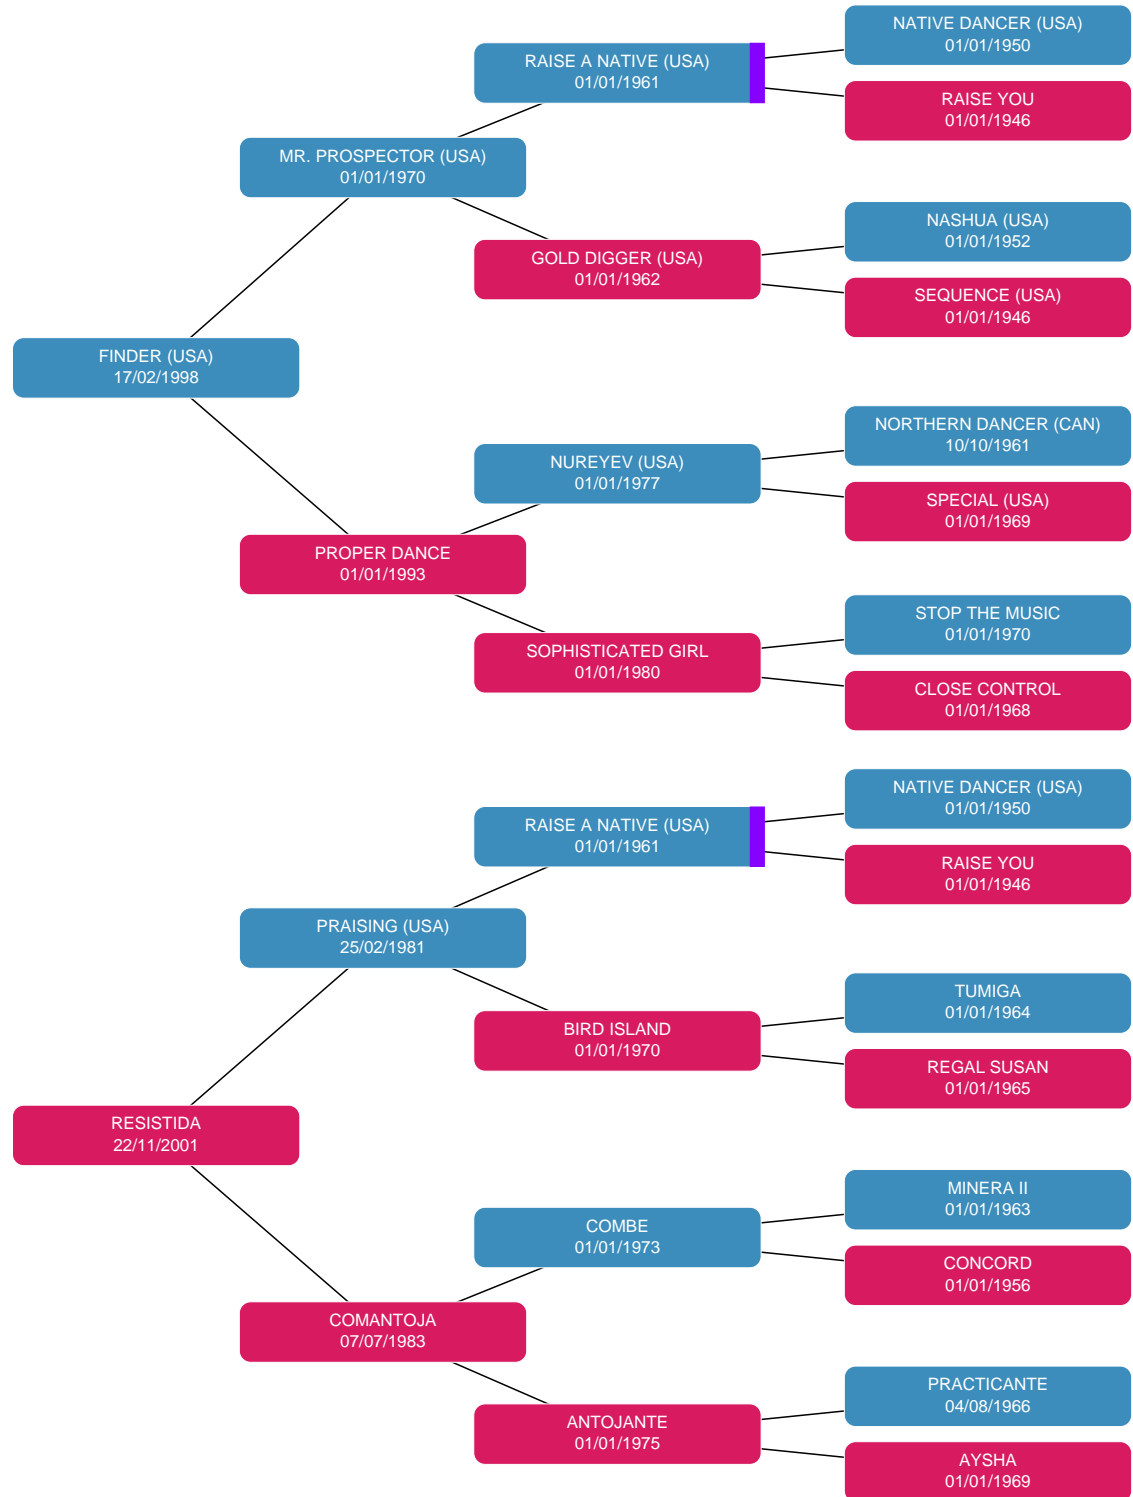 NATIVE DANCER (USA)
01/01/1950
RAISE A NATIVE (USA)
01/01/1961
RAISE YOU
01/01/1946
MR. PROSPECTOR (USA)
01/01/1970
NASHUA (USA)
01/01/1952
GOLD DIGGER (USA)
01/01/1962
SEQUENCE (USA)
01/01/1946
FINDER (USA)
17/02/1998
NORTHERN DANCER (CAN)
10/10/1961
NUREYEV (USA)
01/01/1977
SPECIAL (USA)
01/01/1969
PROPER DANCE
01/01/1993
STOP THE MUSIC
01/01/1970
SOPHISTICATED GIRL
01/01/1980
CLOSE CONTROL
01/01/1968
NATIVE DANCER (USA)
01/01/1950
RAISE A NATIVE (USA)
01/01/1961
RAISE YOU
01/01/1946
PRAISING (USA)
25/02/1981
TUMIGA
01/01/1964
BIRD ISLAND
01/01/1970
REGAL SUSAN
01/01/1965
RESISTIDA
22/11/2001
MINERA II
01/01/1963
COMBE
01/01/1973
CONCORD
01/01/1956
COMANTOJA
07/07/1983
PRACTICANTE
04/08/1966
ANTOJANTE
01/01/1975
AYSHA
01/01/1969